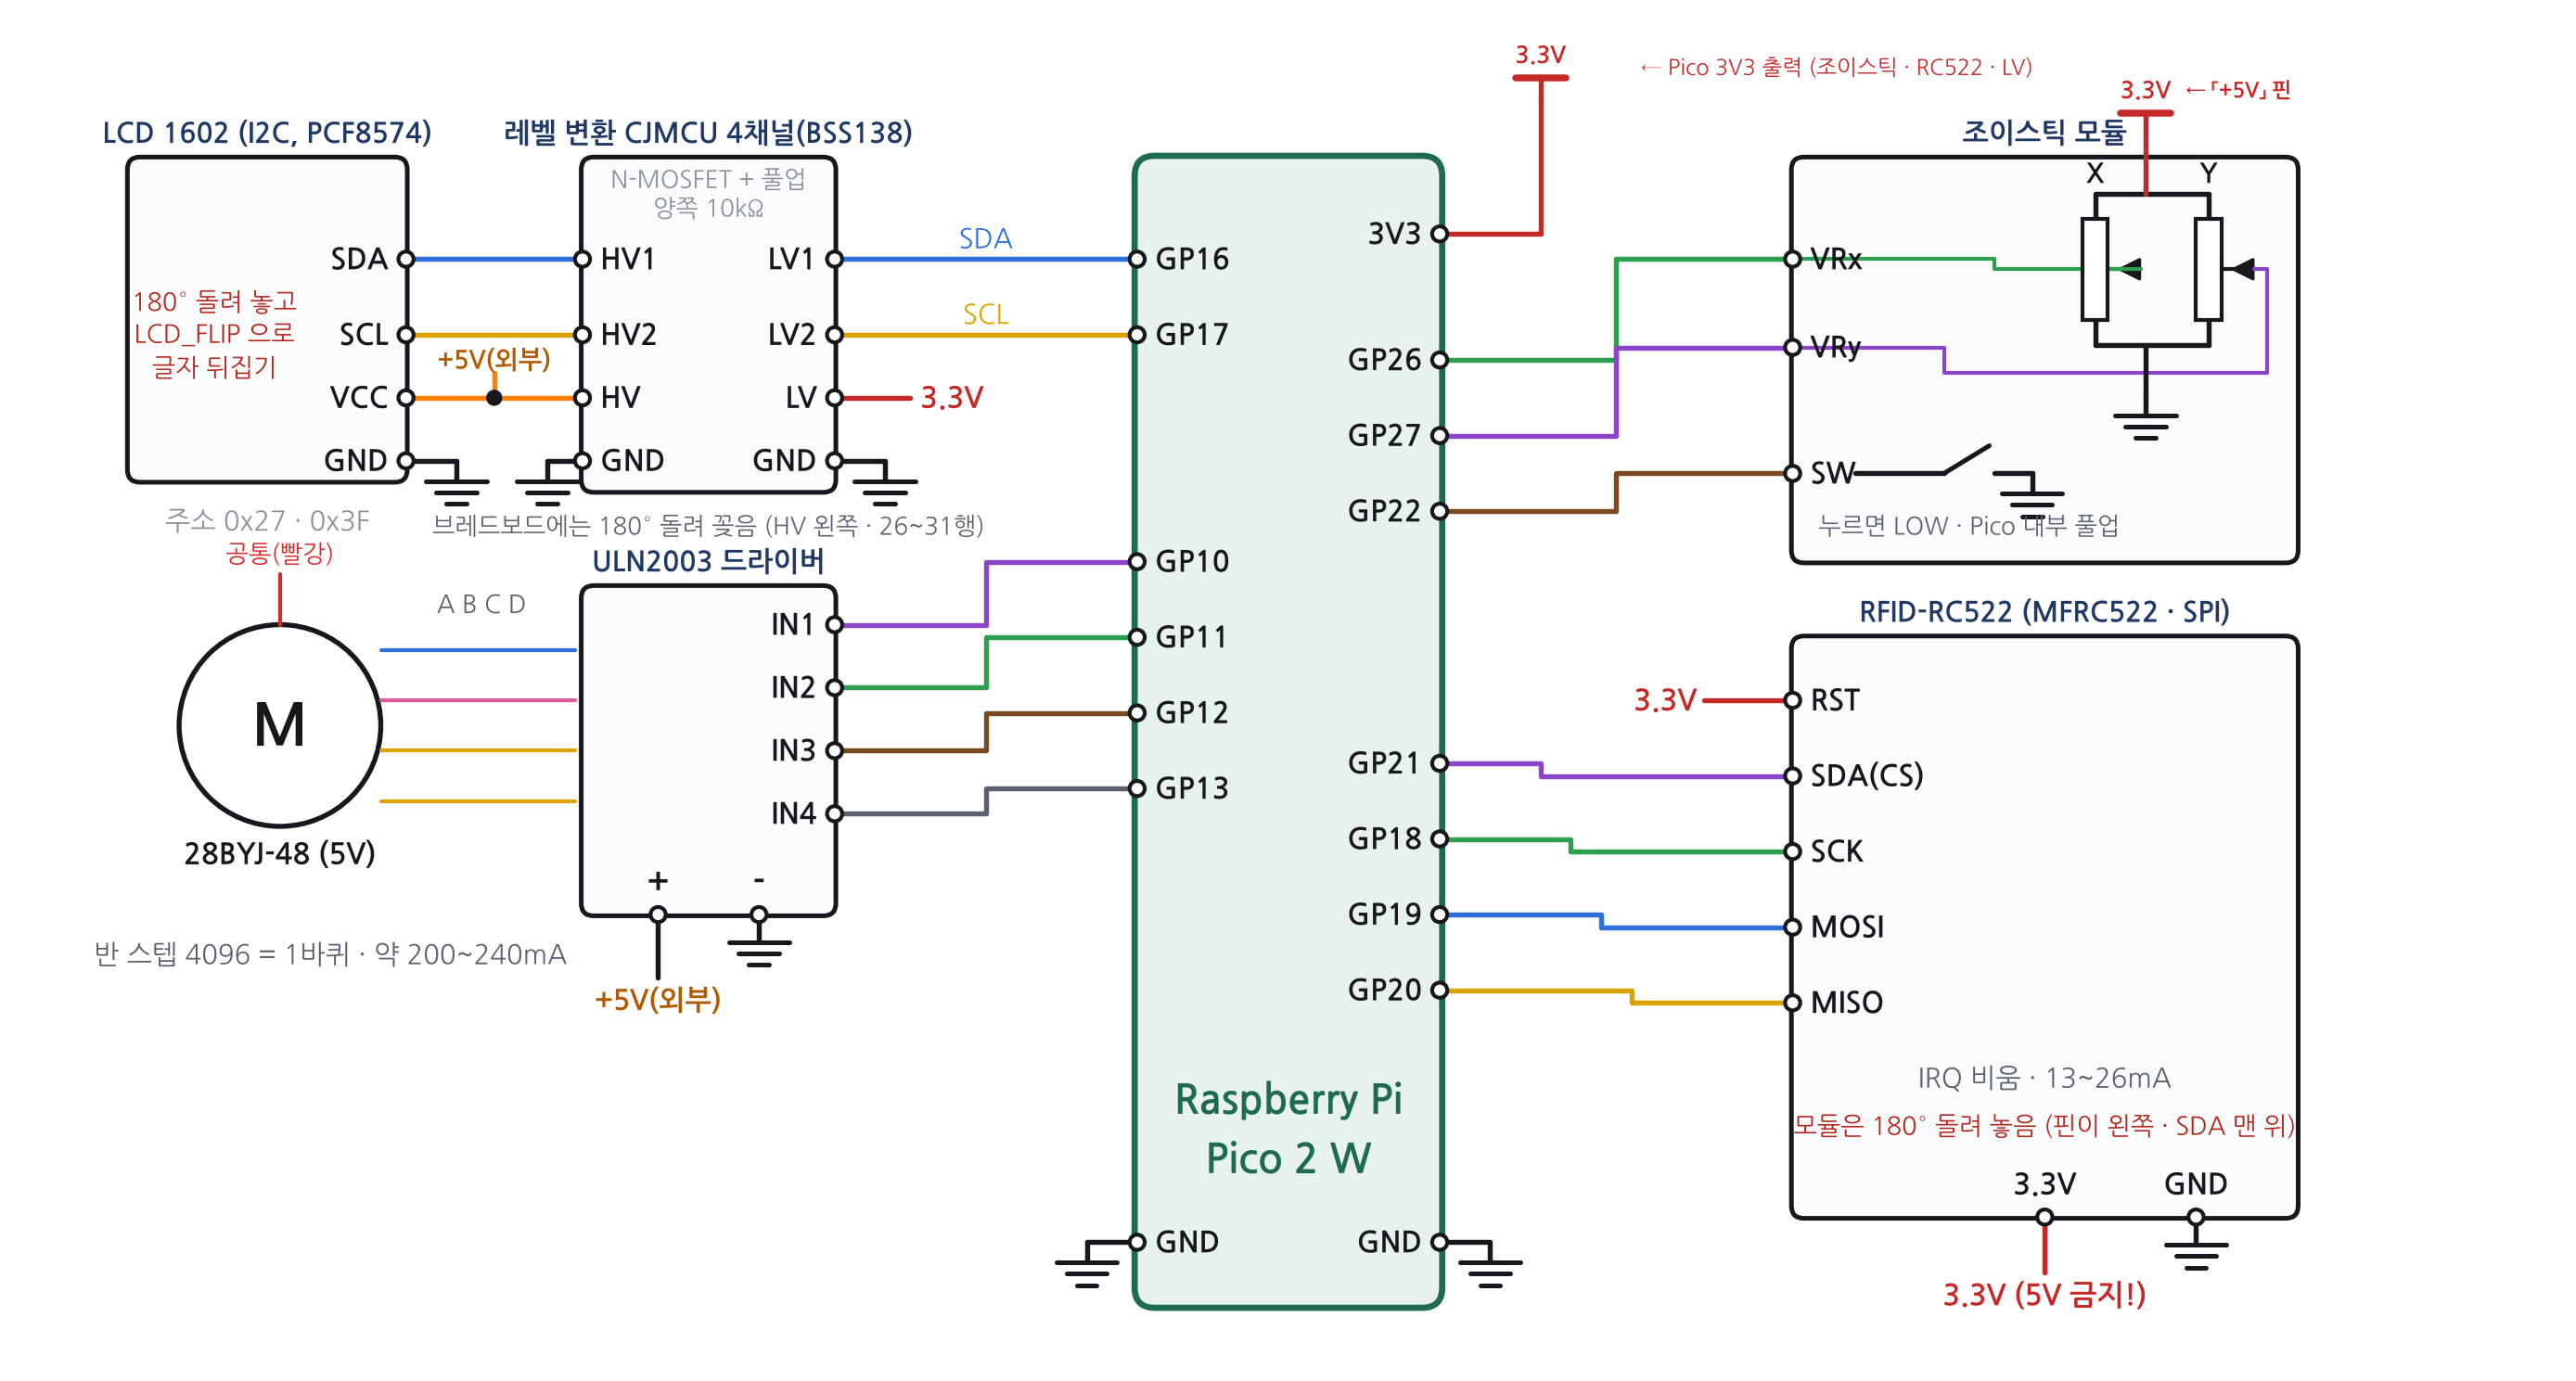 3.3V
← Pico 3V3 출력 (조이스틱 · RC522 · LV)
3.3V ←「+5V」핀
LCD 1602 (I2C, PCF8574)
SDA
180° 돌려 놓고
LCD_FLIP 으로
글자 뒤집기
SCL
VCC
GND
주소 0x27 · 0x3F
+5V(외부)
레벨 변환 CJMCU 4채널(BSS138)
N-MOSFET + 풀업
양쪽 10kΩ
HV1
LV1
HV2
LV2
HV
LV
GND
GND
SDA
SCL
3.3V
브레드보드에는 180° 돌려 꽂음 (HV 왼쪽 · 26~31행)
공통(빨강)
A B C D
M
28BYJ-48 (5V)
반 스텝 4096 = 1바퀴 · 약 200~240mA
ULN2003 드라이버
IN1
IN2
IN3
IN4
+
-
+5V(외부)
GP16
GP17
GP10
GP11
GP12
GP13
GND
3V3
GP26
GP27
GP22
GP21
GP18
GP19
GP20
GND
Raspberry Pi
Pico 2 W
조이스틱 모듈
X
Y
VRx
VRy
SW
누르면 LOW · Pico 내부 풀업
RFID-RC522 (MFRC522 · SPI)
3.3V
RST
SDA(CS)
SCK
MOSI
MISO
IRQ 비움 · 13~26mA
모듈은 180° 돌려 놓음 (핀이 왼쪽 · SDA 맨 위)
3.3V
GND
3.3V (5V 금지!)